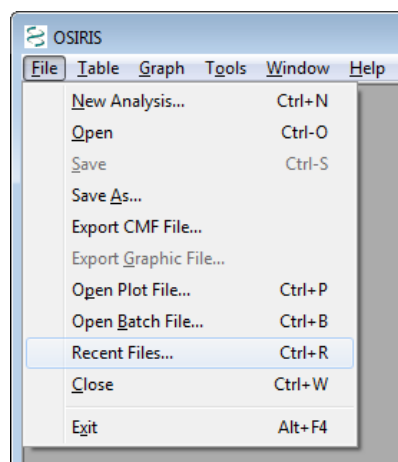 OSIRIS
File Table Graph Tools Window Help
New Analysis... Ctrl+N
Open Ctrl-O
Save Ctrl-S
Save As...
Export CMF File...
Export Graphic File...
Open Plot File... Ctrl+P
Open Batch File... Ctrl+B
Recent Files... Ctrl+R
Close Ctrl+W
Exit Alt+F4